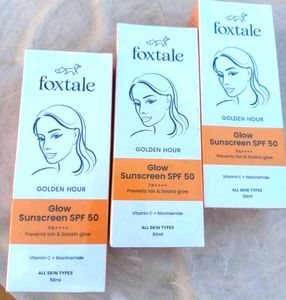 foxtale
GOLDEN HOUR
Glow
Sunscreen SPF 50
PA++++
Prevents tan & boosts glow
Vitamin C + Niacinamide
ALL SKIN TYPES
50ml
foxtale
GOLDEN HOUR
Glow
Sunscreen SPF 50
PA++++
Prevents tan & boosts glow
Vitamin C + Niacinamide
ALL SKIN TYPES
50ml
foxtale
GOLDEN HOUR
Glow
Sunscreen SPF 50
PA++++
Prevents tan & boosts glow
Vitamin C + Niacinamide
ALL SKIN TYPES
50ml